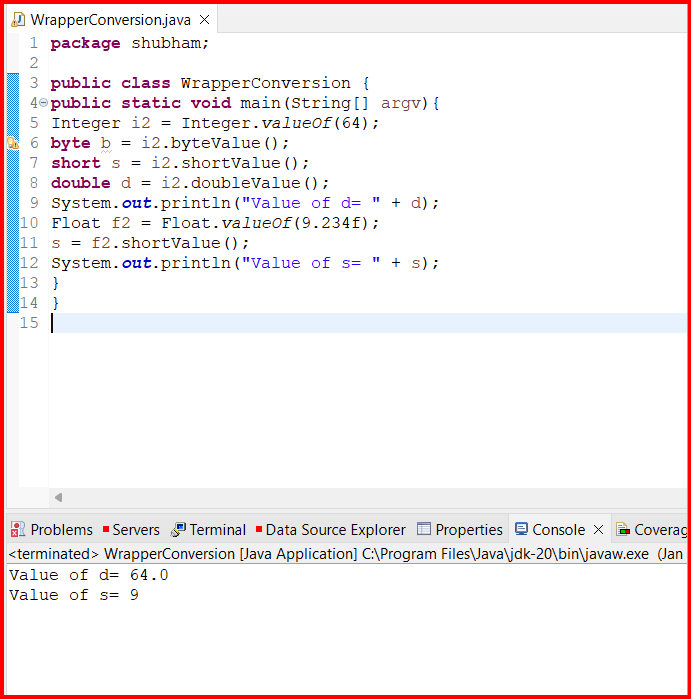 WrapperConversion.java
1 package shubham;
2
3 public class WrapperConversion {
4 public static void main(String[] argv){
5 Integer i2 = Integer.valueOf(64);
6 byte b = i2.byteValue();
7 short s = i2.shortValue();
8 double d = i2.doubleValue();
9 System.out.println("Value of d= " + d);
10 Float f2 = Float.valueOf(9.234f);
11 s = f2.shortValue();
12 System.out.println("Value of s= " + s);
13 }
14 }
15
Problems Servers Terminal Data Source Explorer Properties Console Coverag
<terminated> WrapperConversion [Java Application] C:\Program Files\Java\jdk-20\bin\javaw.exe (Jan
Value of d= 64.0
Value of s= 9